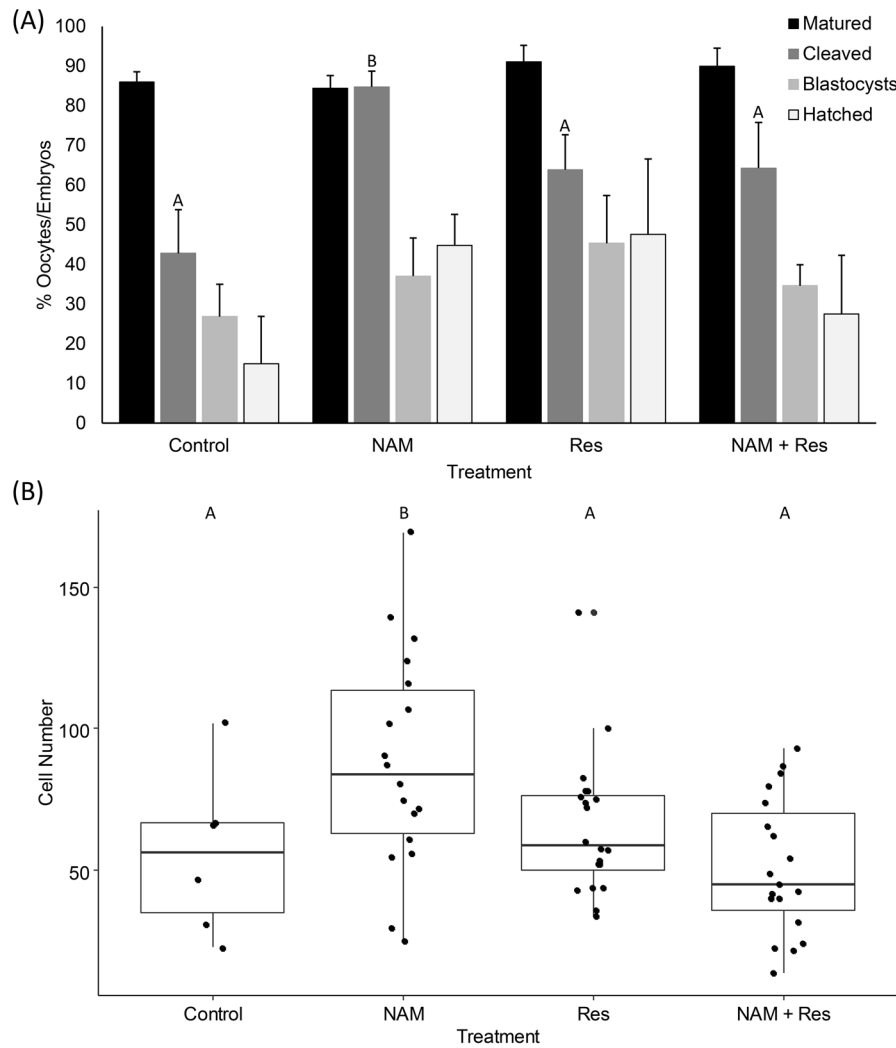 (A)
% Oocytes/Embryos
100
90
80
70
60
50
40
30
20
10
0
Matured
Cleaved
Blastocysts
Hatched
A
B
A
A
Control
NAM
Res
NAM + Res
Treatment
(B)
Cell Number
150
100
50
A
B
A
A
Control
NAM
Res
NAM + Res
Treatment